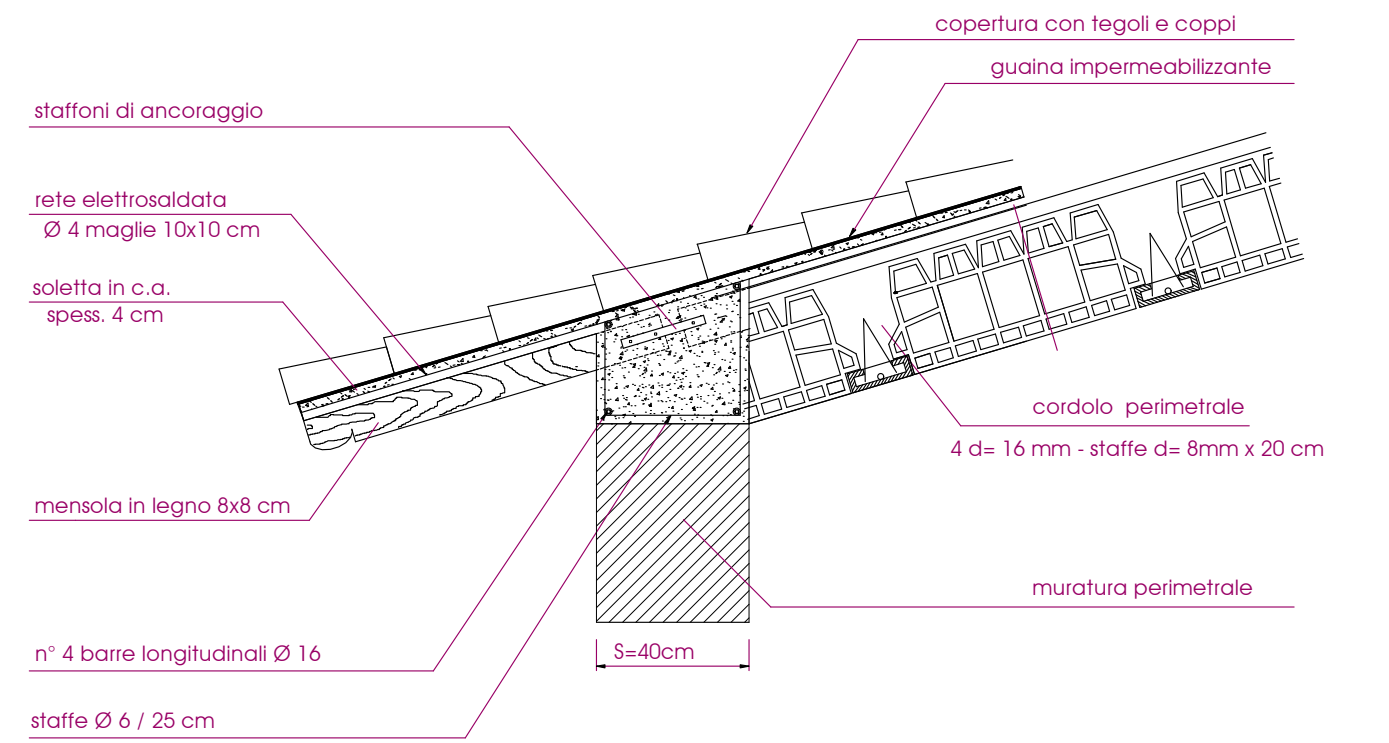 copertura con tegoli e coppi
guaina impermeabilizzante
staffoni di ancoraggio
rete elettrosaldata
Ø 4 maglie 10x10 cm
soletta in c.a.
spess. 4 cm
cordolo perimetrale
4 d= 16 mm - staffe d= 8mm x 20 cm
mensola in legno 8x8 cm
muratura perimetrale
n° 4 barre longitudinali Ø 16
S=40cm
staffe Ø 6 / 25 cm